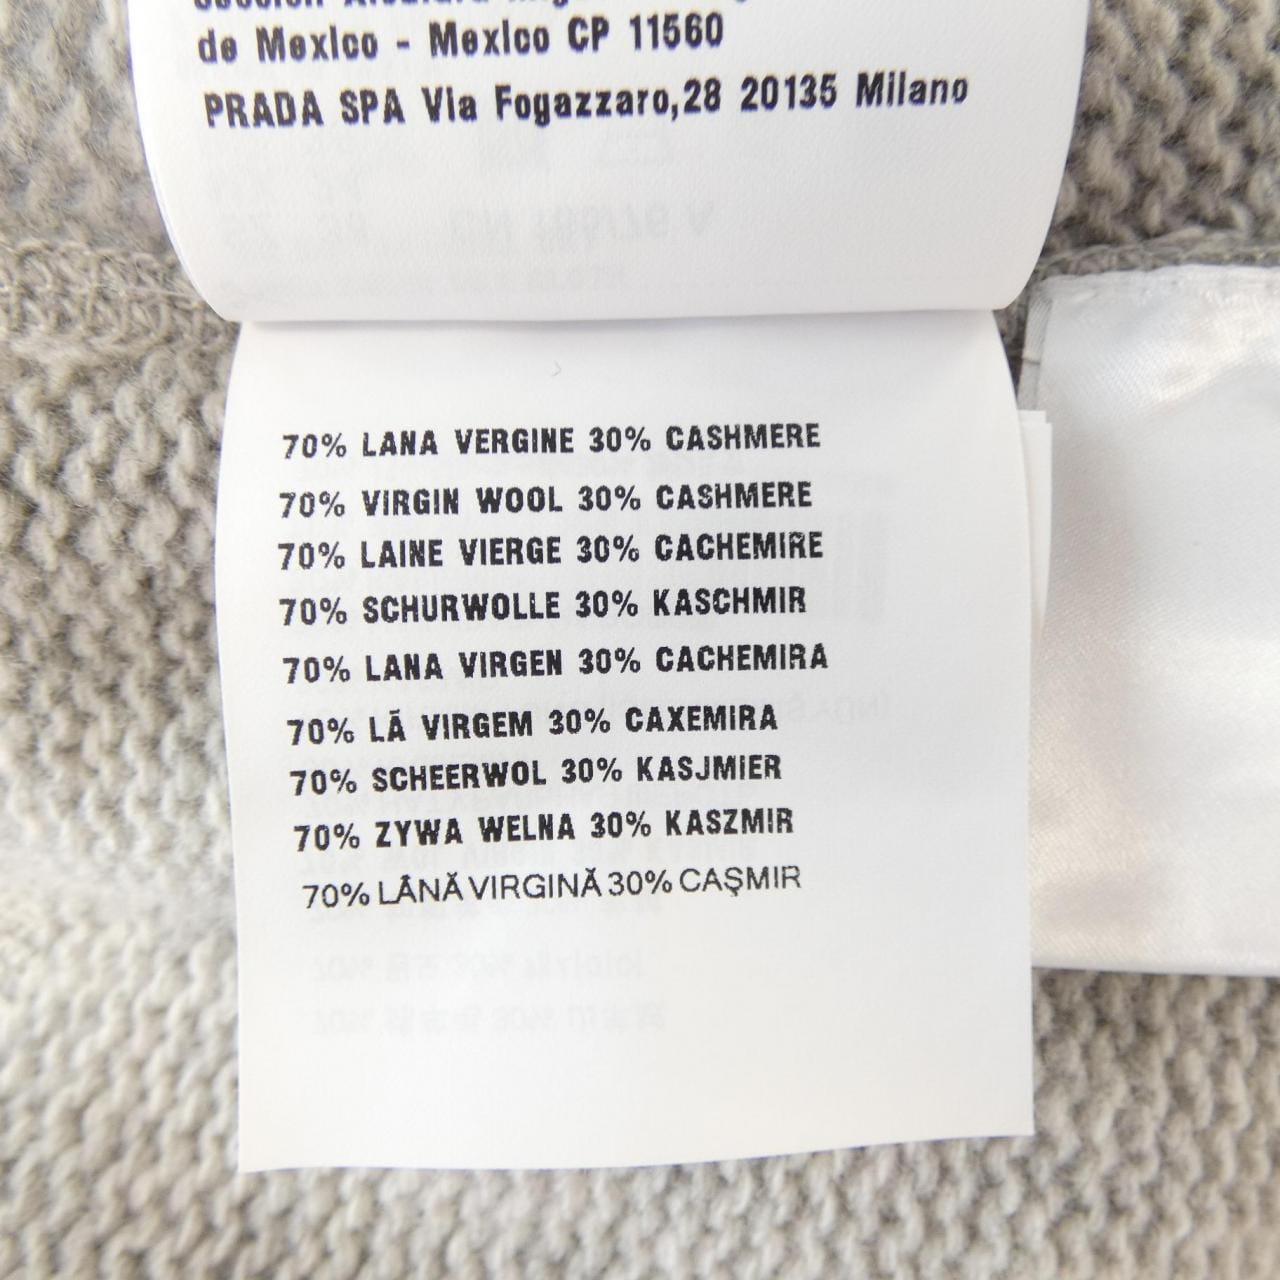 de Mexico - Mexico CP 11560
PRADA SPA Via Fogazzaro,28 20135 Milano
70% LANA VERGINE 30% CASHMERE
70% VIRGIN WOOL 30% CASHMERE
70% LAINE VIERGE 30% CACHEMIRE
70% SCHURWOLLE 30% KASCHMIR
70% LANA VIRGEN 30% CACHEMIRA
70% LÃ VIRGEM 30% CAXEMIRA
70% SCHEERWOL 30% KASJMIER
70% ZYWA WELNA 30% KASZMIR
70% LÂNĂ VIRGINĂ 30% CAŞMIR